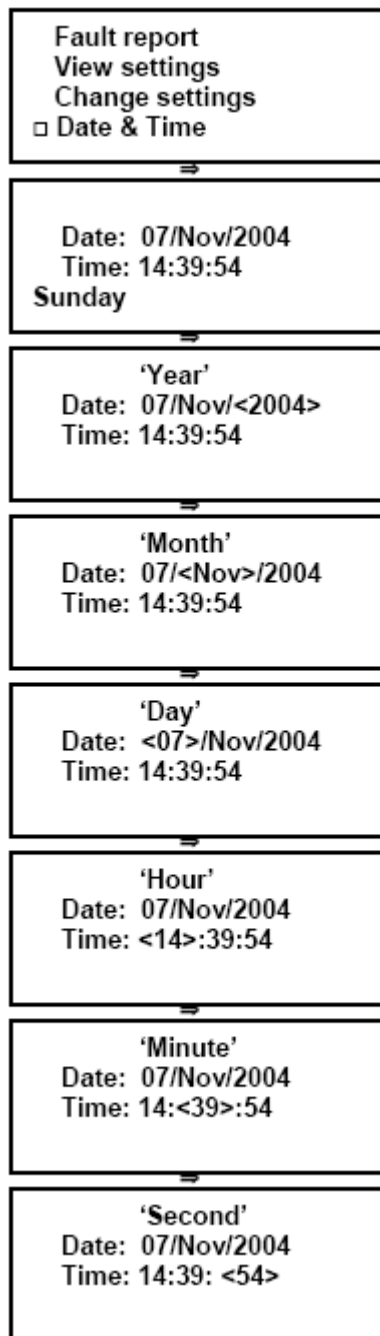 Fault report
View settings
Change settings
□ Date & Time
⇒
Date: 07/Nov/2004
Time: 14:39:54
Sunday
⇒
‘Year’
Date: 07/Nov/<2004>
Time: 14:39:54
⇒
‘Month’
Date: 07/<Nov>/2004
Time: 14:39:54
⇒
‘Day’
Date: <07>/Nov/2004
Time: 14:39:54
⇒
‘Hour’
Date: 07/Nov/2004
Time: <14>:39:54
⇒
‘Minute’
Date: 07/Nov/2004
Time: 14:<39>:54
⇒
‘Second’
Date: 07/Nov/2004
Time: 14:39: <54>